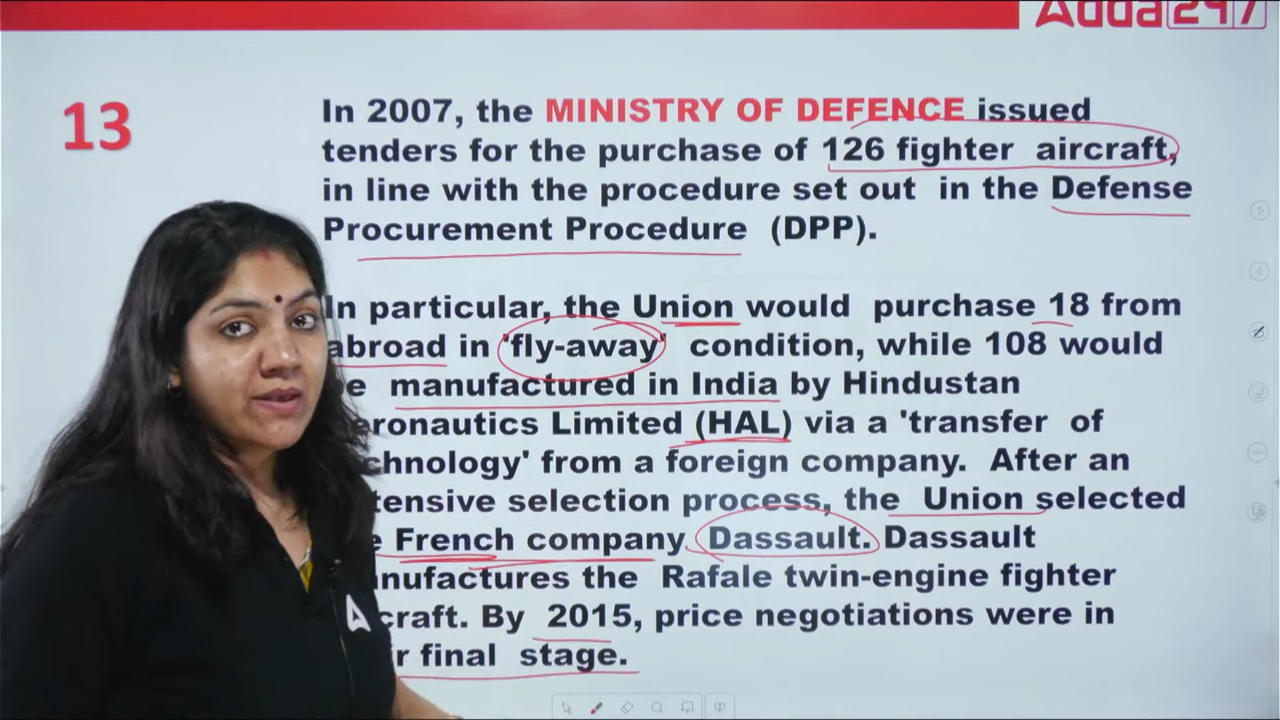 Adda247
13
In 2007, the MINISTRY OF DEFENCE issued
tenders for the purchase of 126 fighter aircraft,
in line with the procedure set out in the Defense
Procurement Procedure (DPP).
In particular, the Union would purchase 18 from
abroad in 'fly-away' condition, while 108 would
manufactured in India by Hindustan
Limited (HAL) via a 'transfer of
from a foreign company. After an
selection process, the Union selected
French company Dassault. Dassault
the Rafale twin-engine fighter
By 2015, price negotiations were in
final stage.